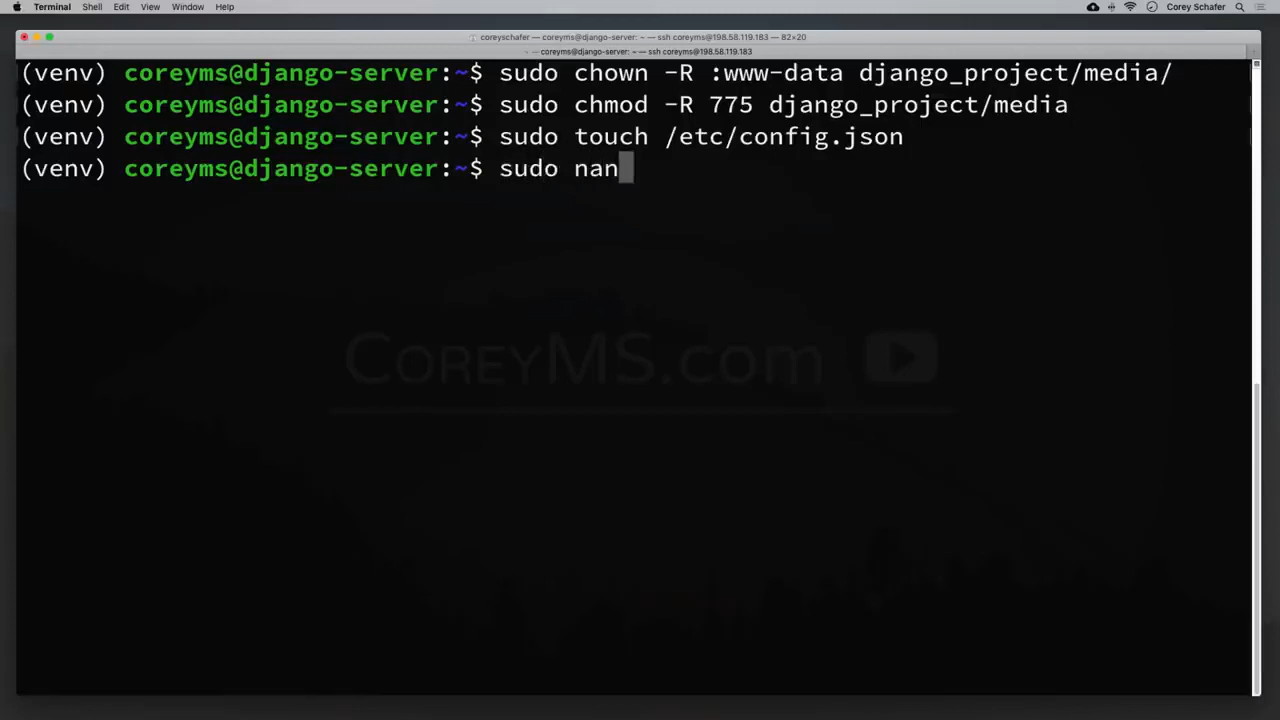 Terminal Shell Edit View Window Help Corey Schafer
coreyschafer — coreyms@django-server: ~ — ssh coreyms@198.58.119.183 — 82×20
~ — coreyms@django-server: ~ — ssh coreyms@198.58.119.183
(venv) coreyms@django-server:~$ sudo chown -R :www-data django_project/media/
(venv) coreyms@django-server:~$ sudo chmod -R 775 django_project/media
(venv) coreyms@django-server:~$ sudo touch /etc/config.json
(venv) coreyms@django-server:~$ sudo nan
CoreyMS.com